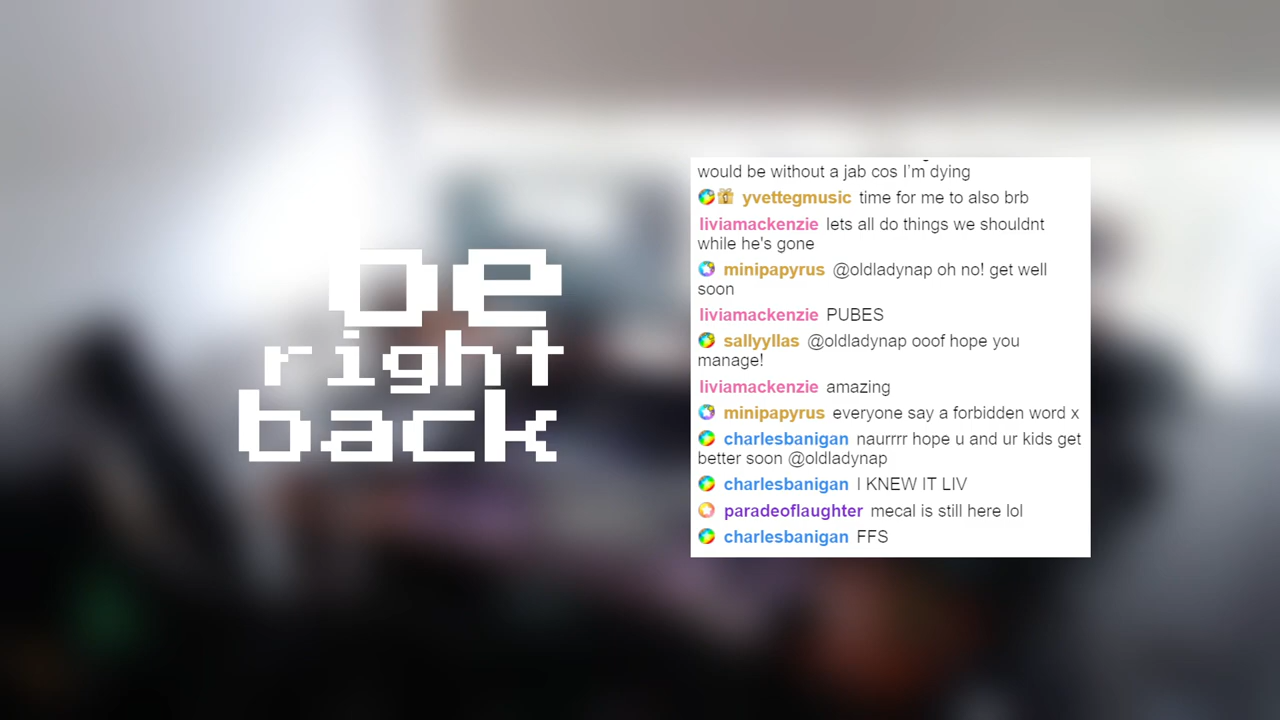 be
right
back
would be without a jab cos I'm dying
yvettegmusic time for me to also brb
liviamackenzie lets all do things we shouldnt
while he's gone
minipapyrus @oldladynap oh no! get well
soon
liviamackenzie PUBES
sallyyllas @oldladynap ooof hope you
manage!
liviamackenzie amazing
minipapyrus everyone say a forbidden word x
charlesbanigan naurrrr hope u and ur kids get
better soon @oldladynap
charlesbanigan I KNEW IT LIV
paradeoflaughter mecal is still here lol
charlesbanigan FFS